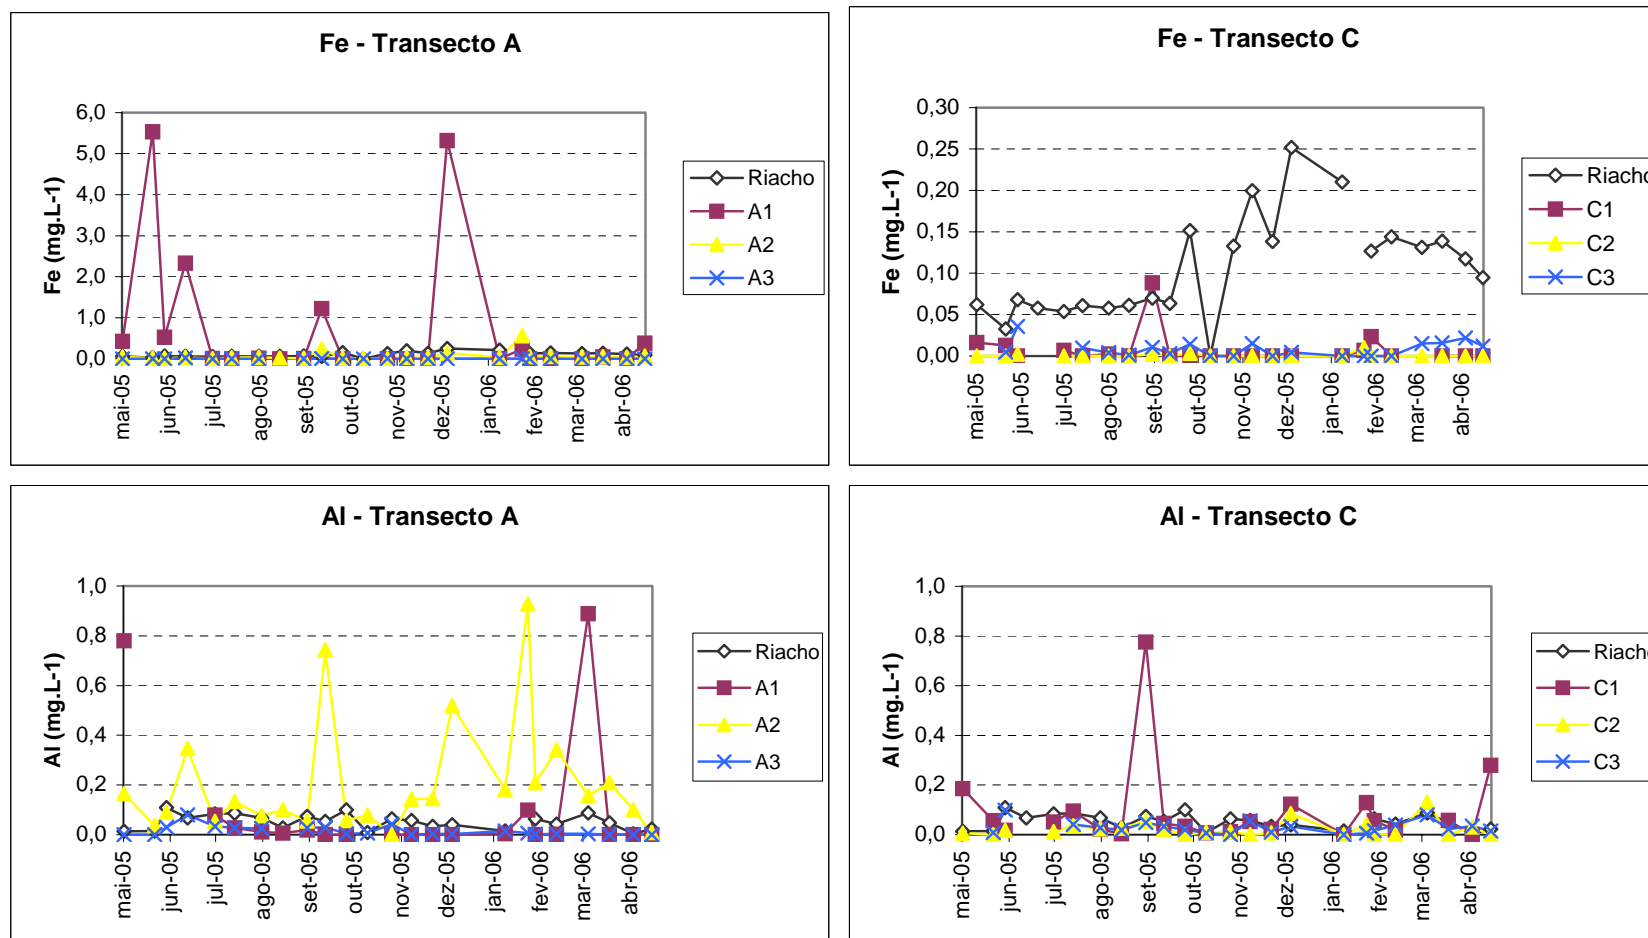 Fe - Transecto A
Fe (mg.L-1)
6,0
5,0
4,0
3,0
2,0
1,0
0,0
mai-05
jun-05
jul-05
ago-05
set-05
out-05
nov-05
dez-05
jan-06
fev-06
mar-06
abr-06
Riacho
A1
A2
A3
Fe - Transecto C
Fe (mg.L-1)
0,30
0,25
0,20
0,15
0,10
0,05
0,00
mai-05
jun-05
jul-05
ago-05
set-05
out-05
nov-05
dez-05
jan-06
fev-06
mar-06
abr-06
Riacho
C1
C2
C3
Al - Transecto A
Al (mg.L-1)
1,0
0,8
0,6
0,4
0,2
0,0
mai-05
jun-05
jul-05
ago-05
set-05
out-05
nov-05
dez-05
jan-06
fev-06
mar-06
abr-06
Riacho
A1
A2
A3
Al - Transecto C
Al (mg.L-1)
1,0
0,8
0,6
0,4
0,2
0,0
mai-05
jun-05
jul-05
ago-05
set-05
out-05
nov-05
dez-05
jan-06
fev-06
mar-06
abr-06
Riacho
C1
C2
C3